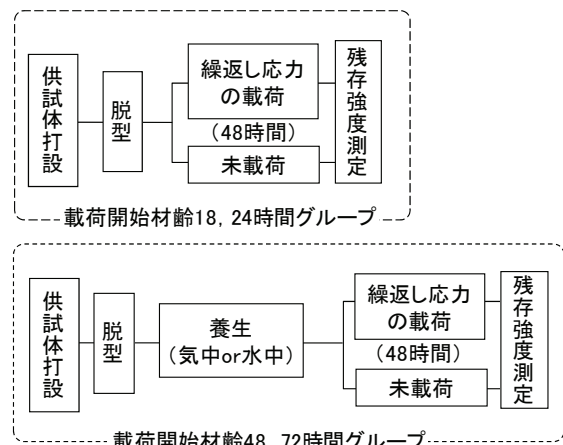 供試体打設
脱型
繰返し応力
の載荷
(48時間)
未載荷
残存強度測定
載荷開始材齢18, 24時間グループ
供試体打設
脱型
養生
(気中or水中)
繰返し応力
の載荷
(48時間)
未載荷
残存強度測定
載荷開始材齢48, 72時間グループ